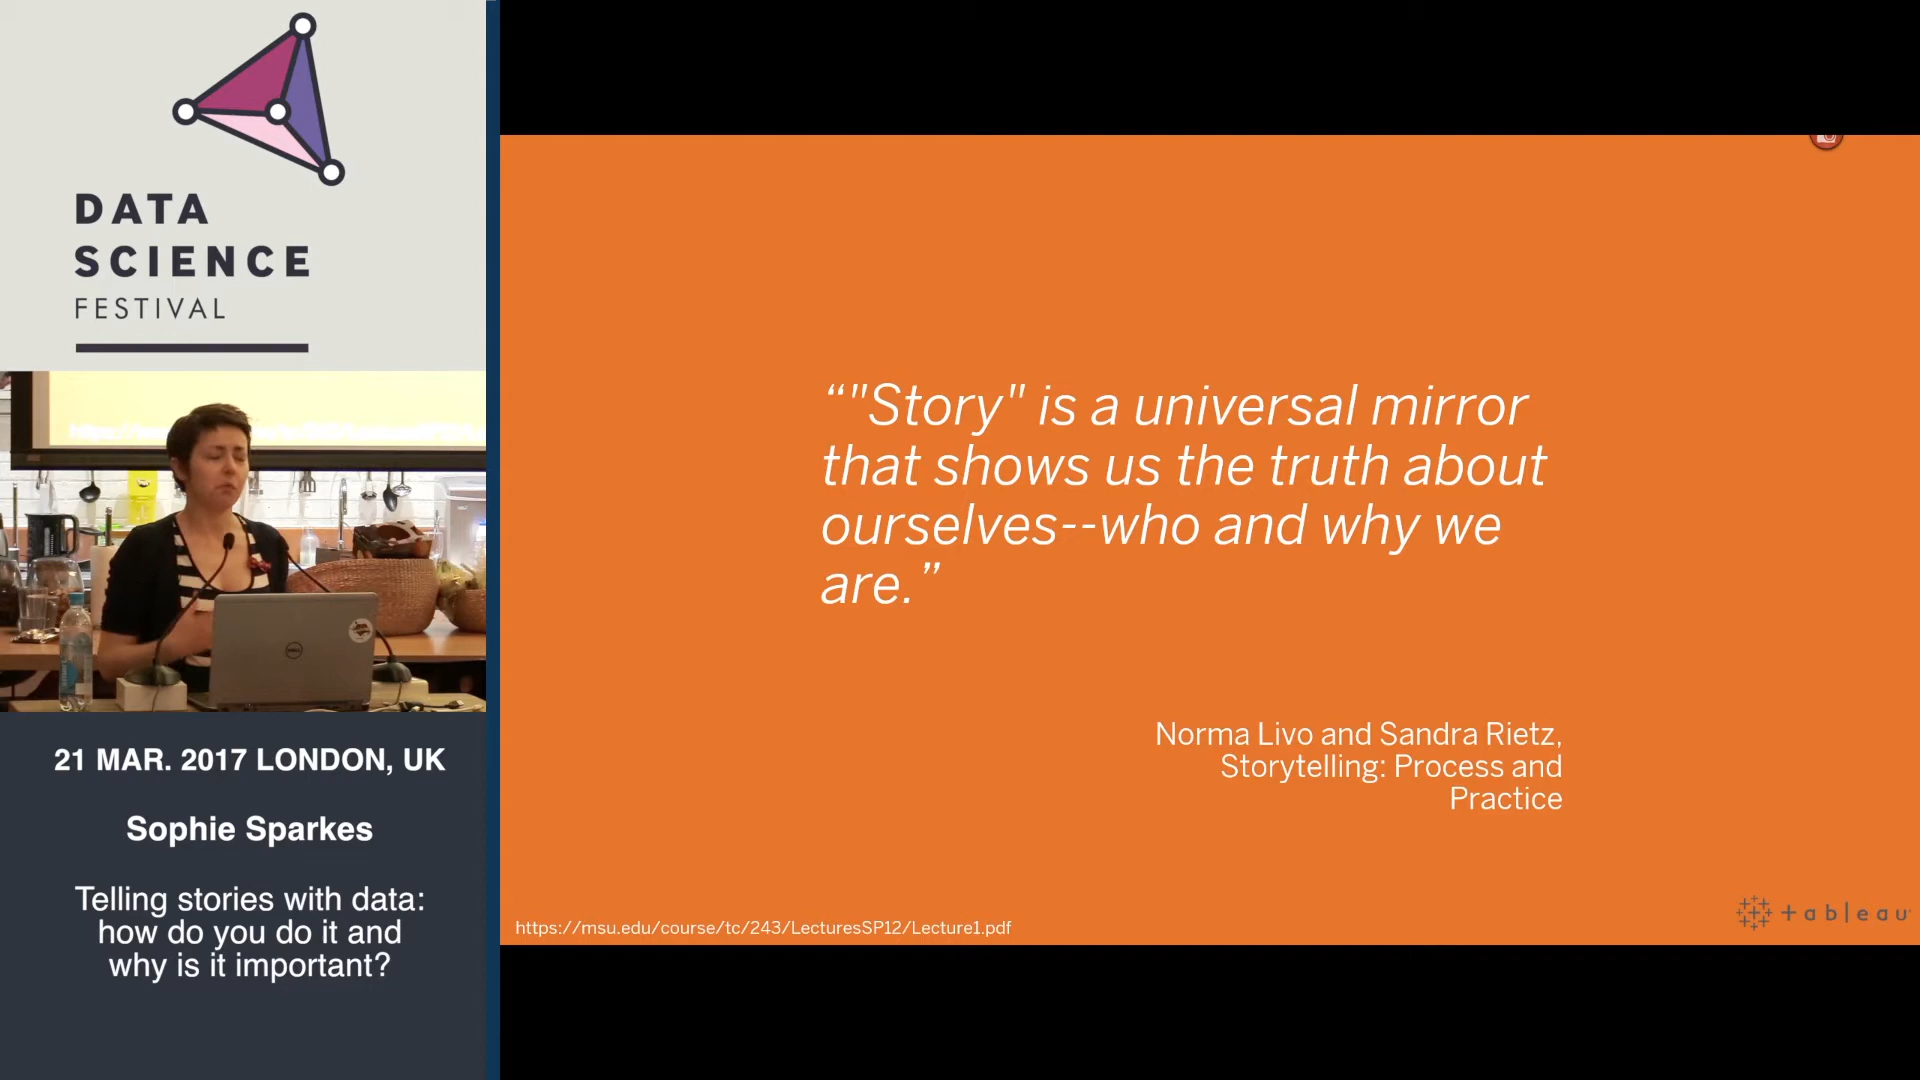 DATA
SCIENCE
FESTIVAL
21 MAR. 2017 LONDON, UK
Sophie Sparkes
Telling stories with data:
how do you do it and
why is it important?
“"Story" is a universal mirror
that shows us the truth about
ourselves--who and why we
are.”
Norma Livo and Sandra Rietz,
Storytelling: Process and
Practice
https://msu.edu/course/tc/243/LecturesSP12/Lecture1.pdf
+ableau
DELL